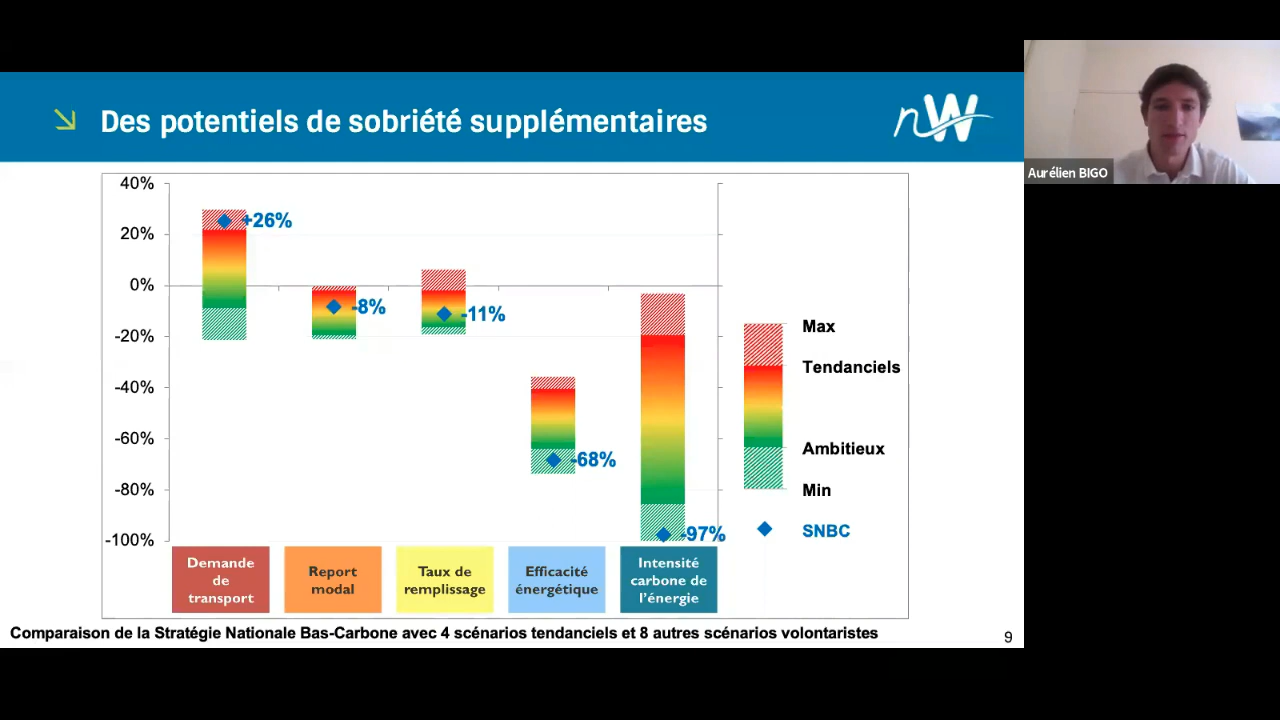 Des potentiels de sobriété supplémentaires
nW
Aurélien BIGO
40%
20%
0%
-20%
-40%
-60%
-80%
-100%
+26%
-8%
-11%
-68%
-97%
Demande
de
transport
Report
modal
Taux de
remplissage
Efficacité
énergétique
Intensité
carbone de
l'énergie
Max
Tendanciels
Ambitieux
Min
SNBC
Comparaison de la Stratégie Nationale Bas-Carbone avec 4 scénarios tendanciels et 8 autres scénarios volontaristes
9